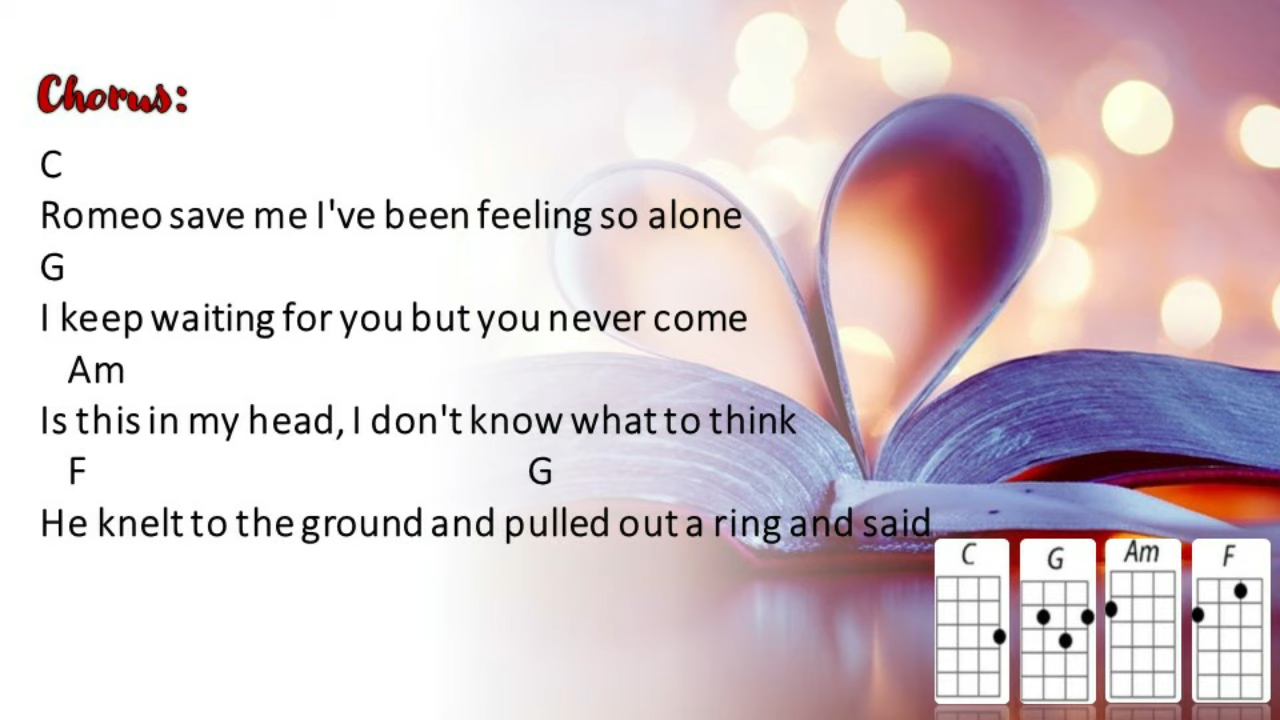 Chorus:
C
Romeo save me I've been feeling so alone
G
I keep waiting for you but you never come
Am
Is this in my head, I don't know what to think
F G
He knelt to the ground and pulled out a ring and said
C G Am F